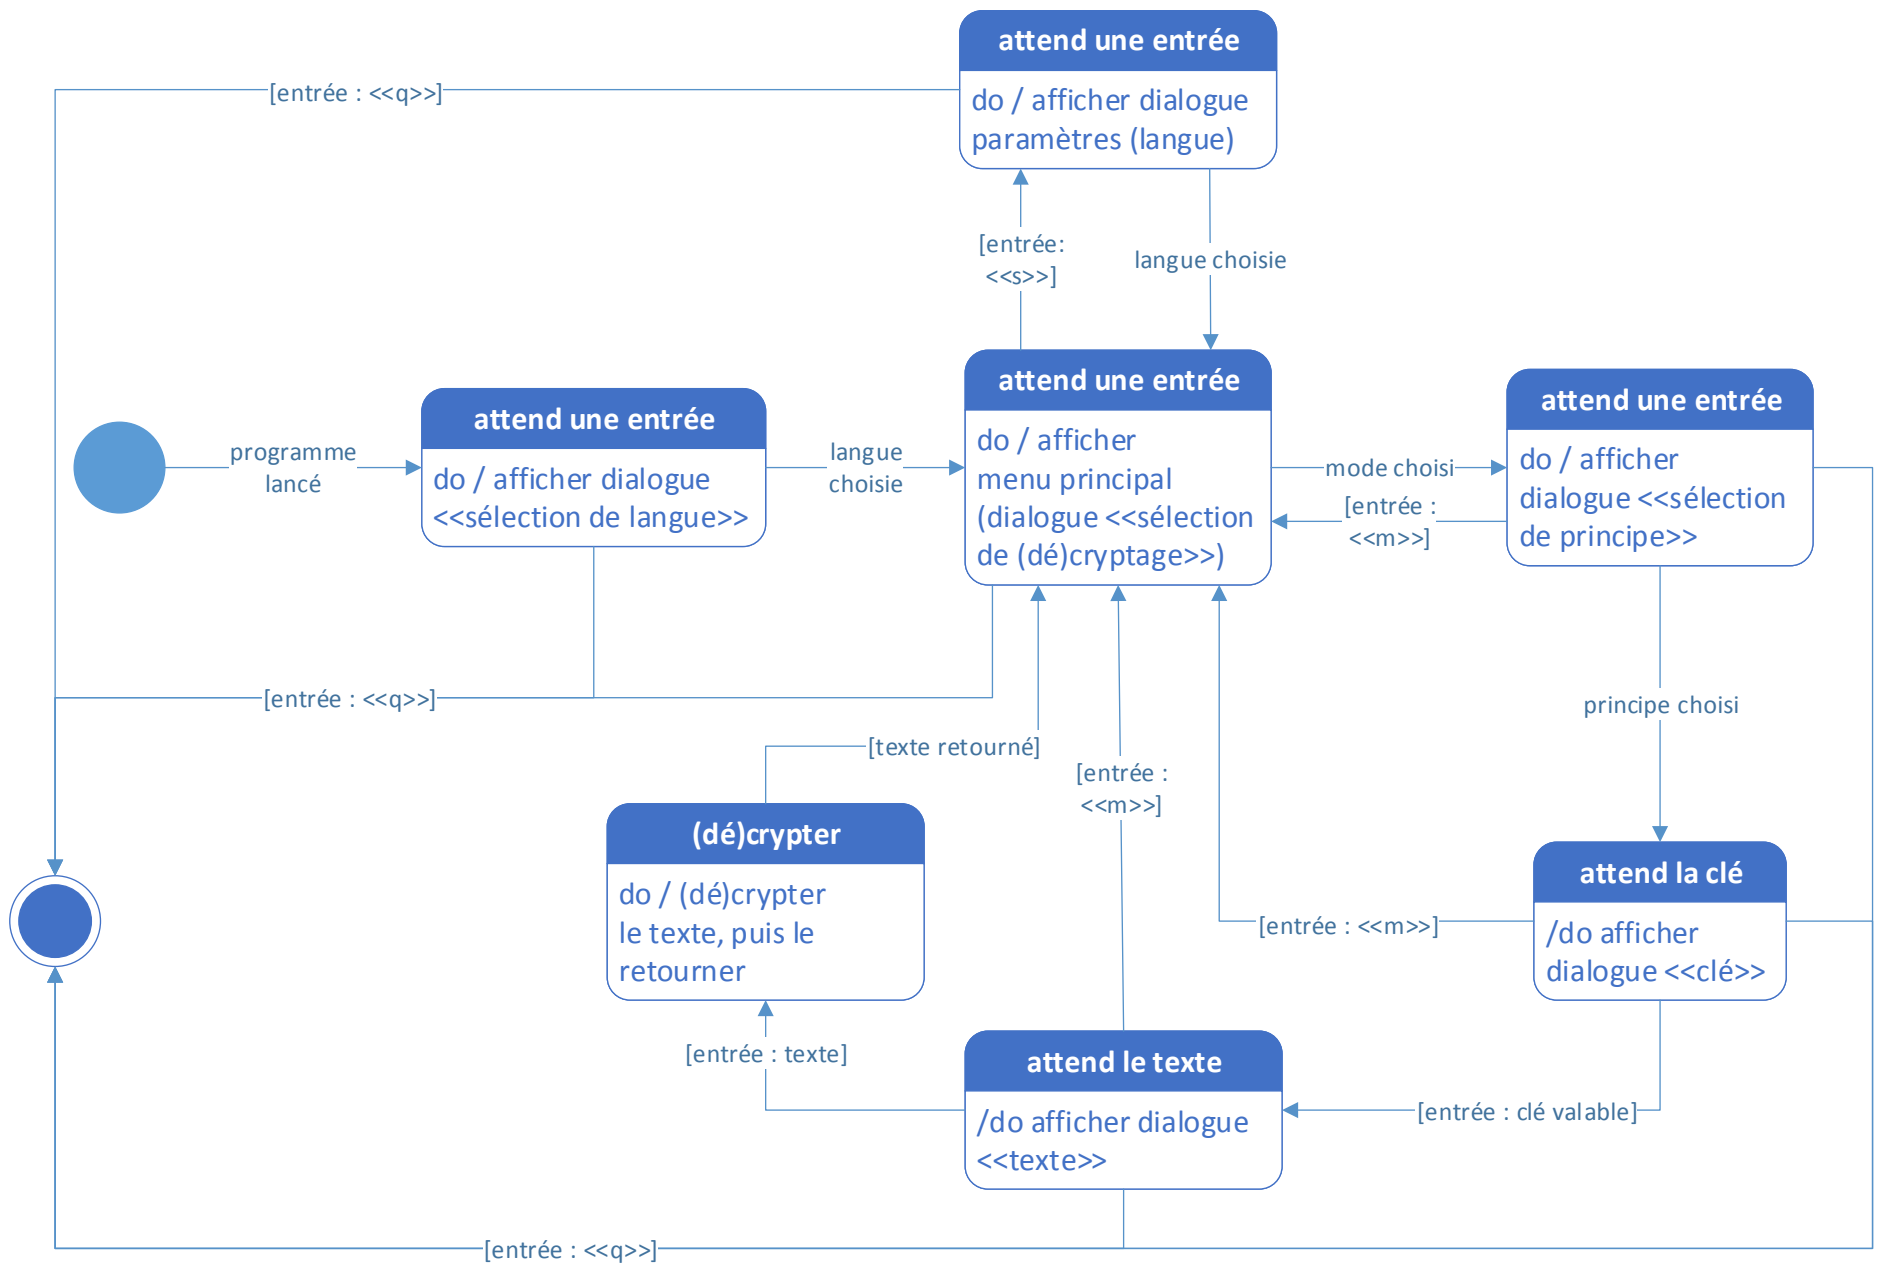 attend une entrée
do / afficher dialogue
paramètres (langue)
[entrée : <<q>>]
[entrée:
<<s>>]
langue choisie
programme
lancé
attend une entrée
do / afficher dialogue
<<sélection de langue>>
langue
choisie
attend une entrée
do / afficher
menu principal
(dialogue <<sélection
de (dé)cryptage>>)
mode choisi
[entrée :
<<m>>]
attend une entrée
do / afficher
dialogue <<sélection
de principe>>
[entrée : <<q>>]
principe choisi
[texte retourné]
[entrée :
<<m>>]
(dé)crypter
do / (dé)crypter
le texte, puis le
retourner
[entrée : <<m>>]
attend la clé
/do afficher
dialogue <<clé>>
[entrée : texte]
attend le texte
/do afficher dialogue
<<texte>>
[entrée : clé valable]
[entrée : <<q>>]